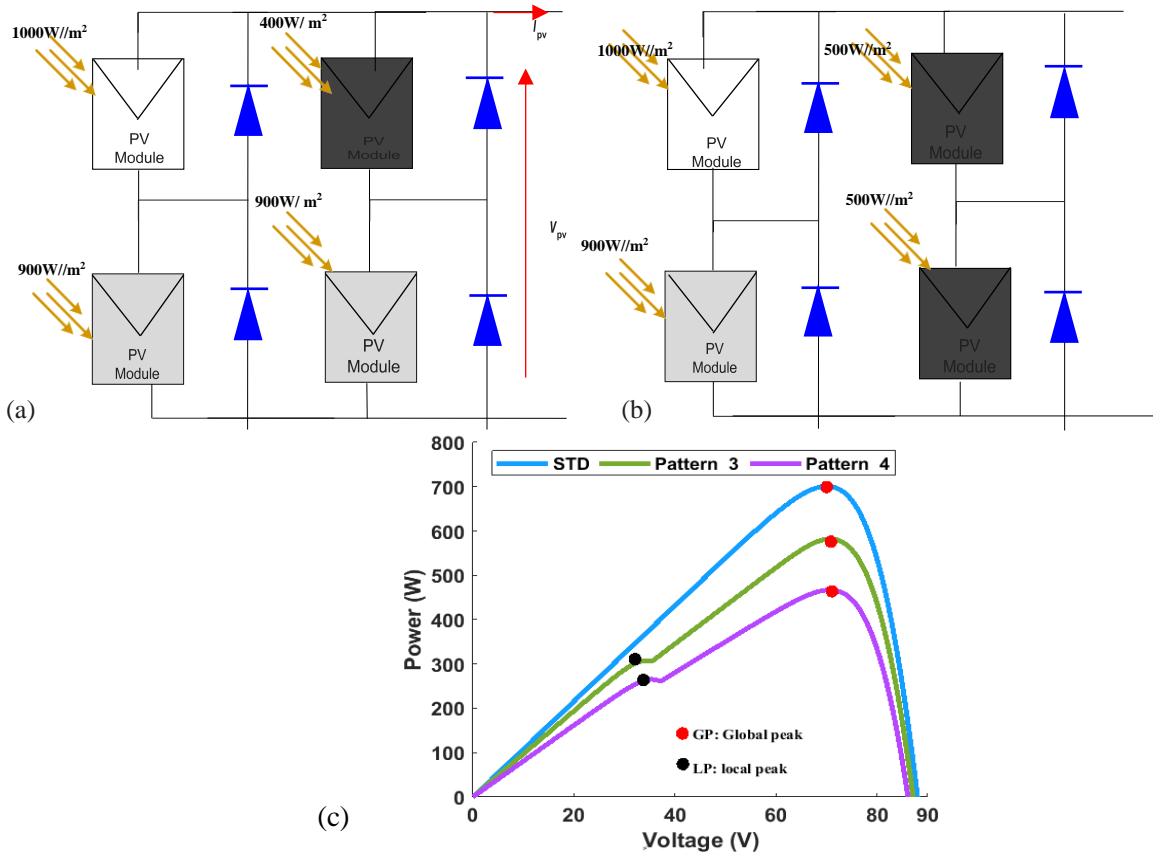 1000W//m²
400W/ m²
Ipv
PV
Module
PV
Module
900W//m²
900W/ m²
Vpv
PV
Module
PV
Module
(a)
1000W//m²
500W//m²
PV
Module
PV
Module
900W//m²
500W//m²
PV
Module
PV
Module
(b)
800
700
600
500
400
300
200
100
0
Power (W)
STD Pattern 3 Pattern 4
GP: Global peak
LP: local peak
0 20 40 60 80 90
Voltage (V)
(c)